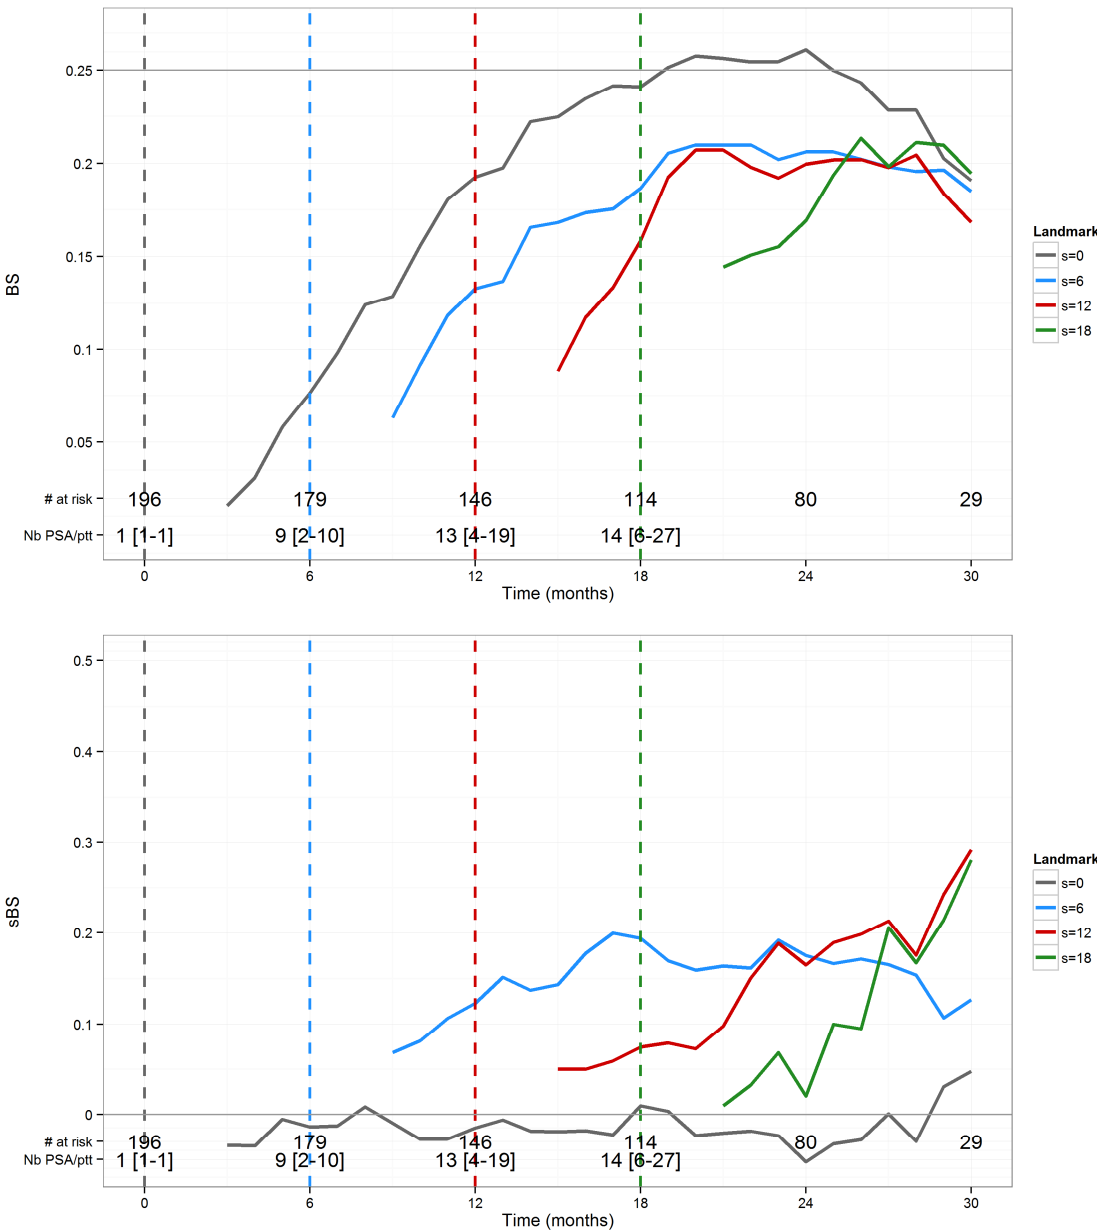 0.25
0.2
BS
0.15
0.1
0.05
# at risk 196 179 146 114 80 29
Nb PSA/ptt 1 [1-1] 9 [2-10] 13 [4-19] 14 [6-27]
0 6 12 18 24 30
Time (months)
Landmark
s=0
s=6
s=12
s=18
0.5
0.4
0.3
sBS
0.2
0.1
0
# at risk 196 179 146 114 80 29
Nb PSA/ptt 1 [1-1] 9 [2-10] 13 [4-19] 14 [6-27]
0 6 12 18 24 30
Time (months)
Landmark
s=0
s=6
s=12
s=18